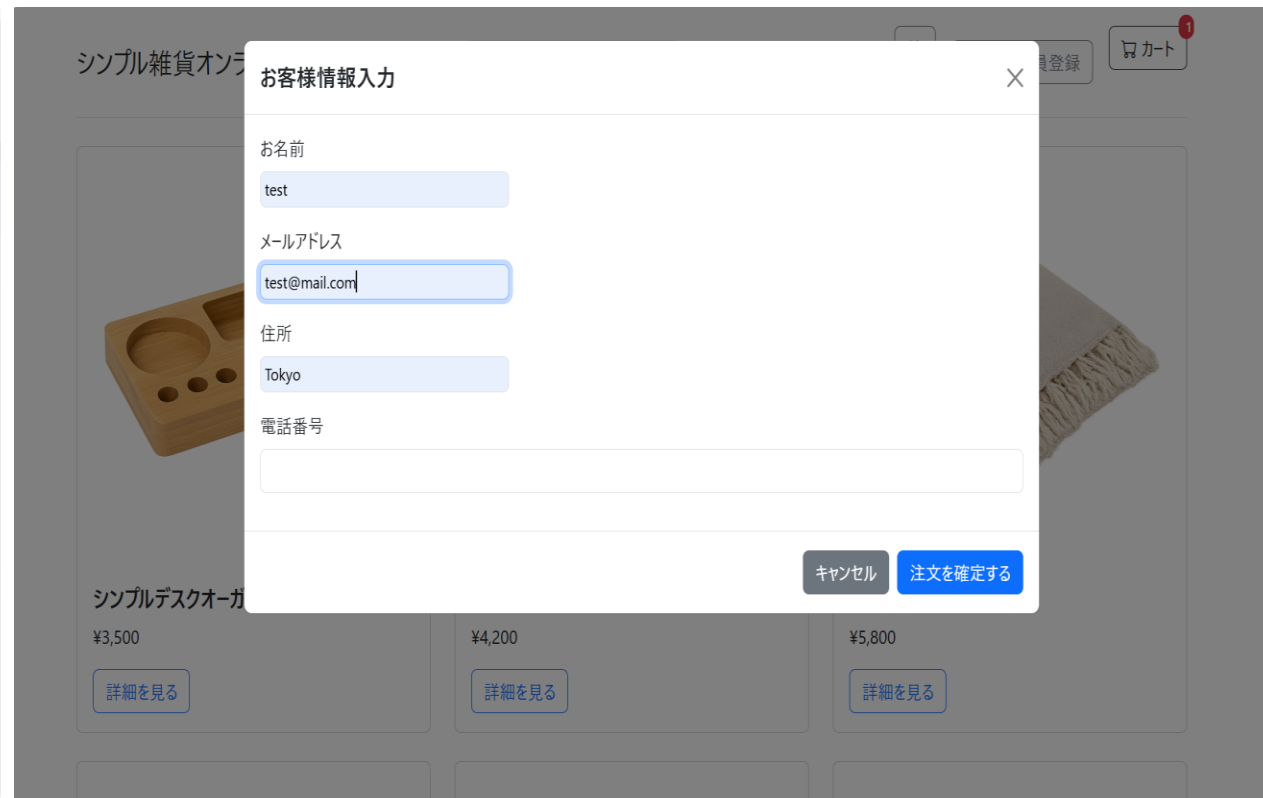 シンプル雑貨オンラ
員登録
カート
1
お客様情報入力
お名前
test
メールアドレス
test@mail.com
住所
Tokyo
電話番号
キャンセル
注文を確定する
シンプルデスクオーガ
¥3,500
¥4,200
¥5,800
詳細を見る
詳細を見る
詳細を見る